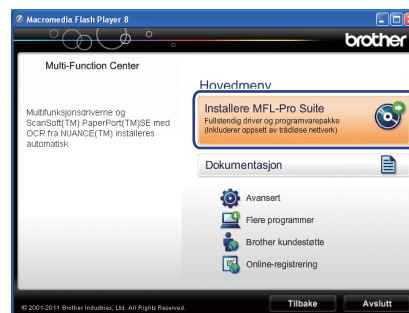 Macromedia Flash Player 8
brother
Multi-Function Center
Hovedmeny
Multifunksjonsdriverne og
ScanSoft(TM) PaperPort(TM)SE med
OCR fra NUANCE(TM) installeres
automatisk.
Installere MFL-Pro Suite
Fullstendig driver og programvarepakke
(Inkluderer oppsett av trådløse nettverk)
Dokumentasjon
Avansert
Flere programmer
Brother kundestøtte
Online-registrering
© 2001-2011 Brother Industries, Ltd. All Rights Reserved.
Tilbake
Avslutt